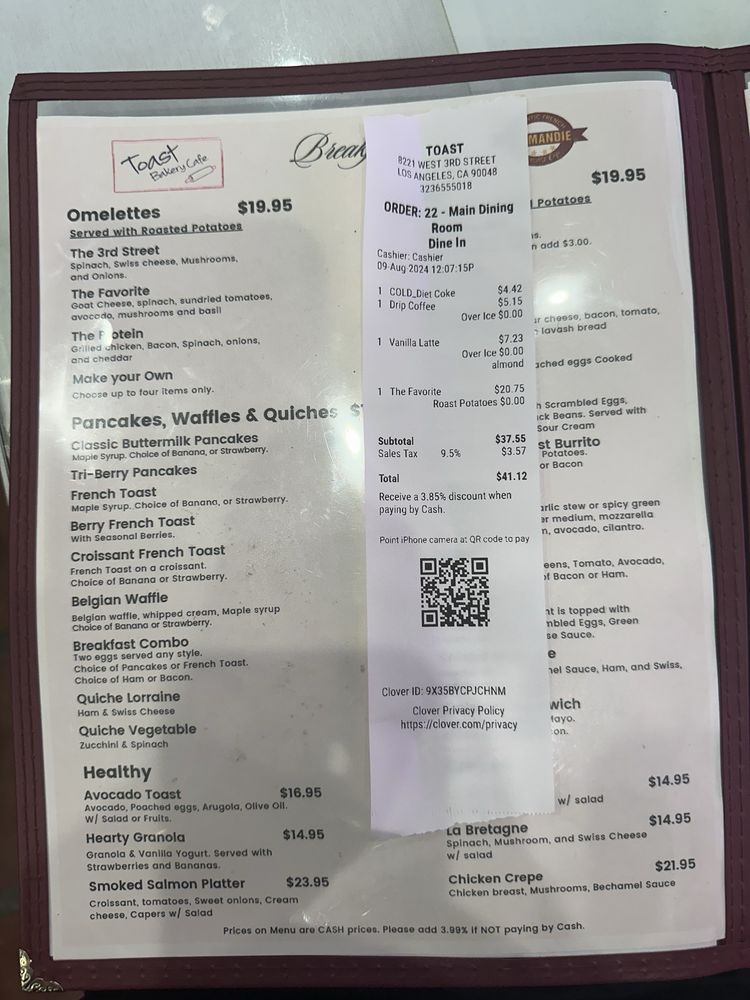 Toast
Bakery Cafe
Break
MANDIE
Omelettes $19.95
Served with Roasted Potatoes
The 3rd Street
Spinach, Swiss cheese, Mushrooms,
and Onions.
The Favorite
Goat Cheese, spinach, sundried tomatoes,
avocado, mushrooms and basil
The Protein
Grilled chicken, Bacon, Spinach, onions,
and cheddar
Make your Own
Choose up to four items only.
Pancakes, Waffles & Quiches $
Classic Buttermilk Pancakes
Maple Syrup. Choice of Banana, or Strawberry.
Tri-Berry Pancakes
French Toast
Maple Syrup. Choice of Banana, or Strawberry.
Berry French Toast
With Seasonal Berries.
Croissant French Toast
French Toast on a croissant.
Choice of Banana or Strawberry.
Belgian Waffle
Belgian waffle, whipped cream, Maple syrup
Choice of Banana or Strawberry.
Breakfast Combo
Two eggs served any style.
Choice of Pancakes or French Toast.
Choice of Ham or Bacon.
Quiche Lorraine
Ham & Swiss Cheese
Quiche Vegetable
Zucchini & Spinach
Healthy
Avocado Toast $16.95
Avocado, Poached eggs, Arugola, Olive Oil.
W/ Salad or Fruits.
Hearty Granola $14.95
Granola & Vanilla Yogurt. Served with
Strawberries and Bananas.
Smoked Salmon Platter $23.95
Croissant, tomatoes, Sweet onions, Cream
cheese, Capers w/ Salad
TOAST
8221 WEST 3RD STREET
LOS ANGELES, CA 90048
3236555018
ORDER: 22 - Main Dining
Room
Dine In
Cashier: Cashier
09-Aug 2024 12:07:15P
1 COLD_Diet Coke $4.42
1 Drip Coffee $5.15
Over Ice $0.00
1 Vanilla Latte $7.23
Over Ice $0.00
almond
1 The Favorite $20.75
Roast Potatoes $0.00
Subtotal $37.55
Sales Tax 9.5% $3.57
Total $41.12
Receive a 3.85% discount when
paying by Cash.
Point iPhone camera at QR code to pay
Clover ID: 9X35BYCPJCHNM
Clover Privacy Policy
https://clover.com/privacy
$19.95
Potatoes
add $3.00.
cheese, bacon, tomato,
lavash bread
eggs Cooked
Scrambled Eggs,
Beans. Served with
Sour Cream
Burrito
Potatoes.
or Bacon
stew or spicy green
medium, mozzarella
avocado, cilantro.
Tomato, Avocado,
of Bacon or Ham.
is topped with
Eggs, Green
Sauce.
Sauce, Ham, and Swiss,
$14.95
w/ salad
La Bretagne $14.95
Spinach, Mushroom, and Swiss Cheese
w/ salad
Chicken Crepe $21.95
Chicken breast, Mushrooms, Bechamel Sauce
Prices on Menu are CASH prices. Please add 3.99% if NOT paying by Cash.